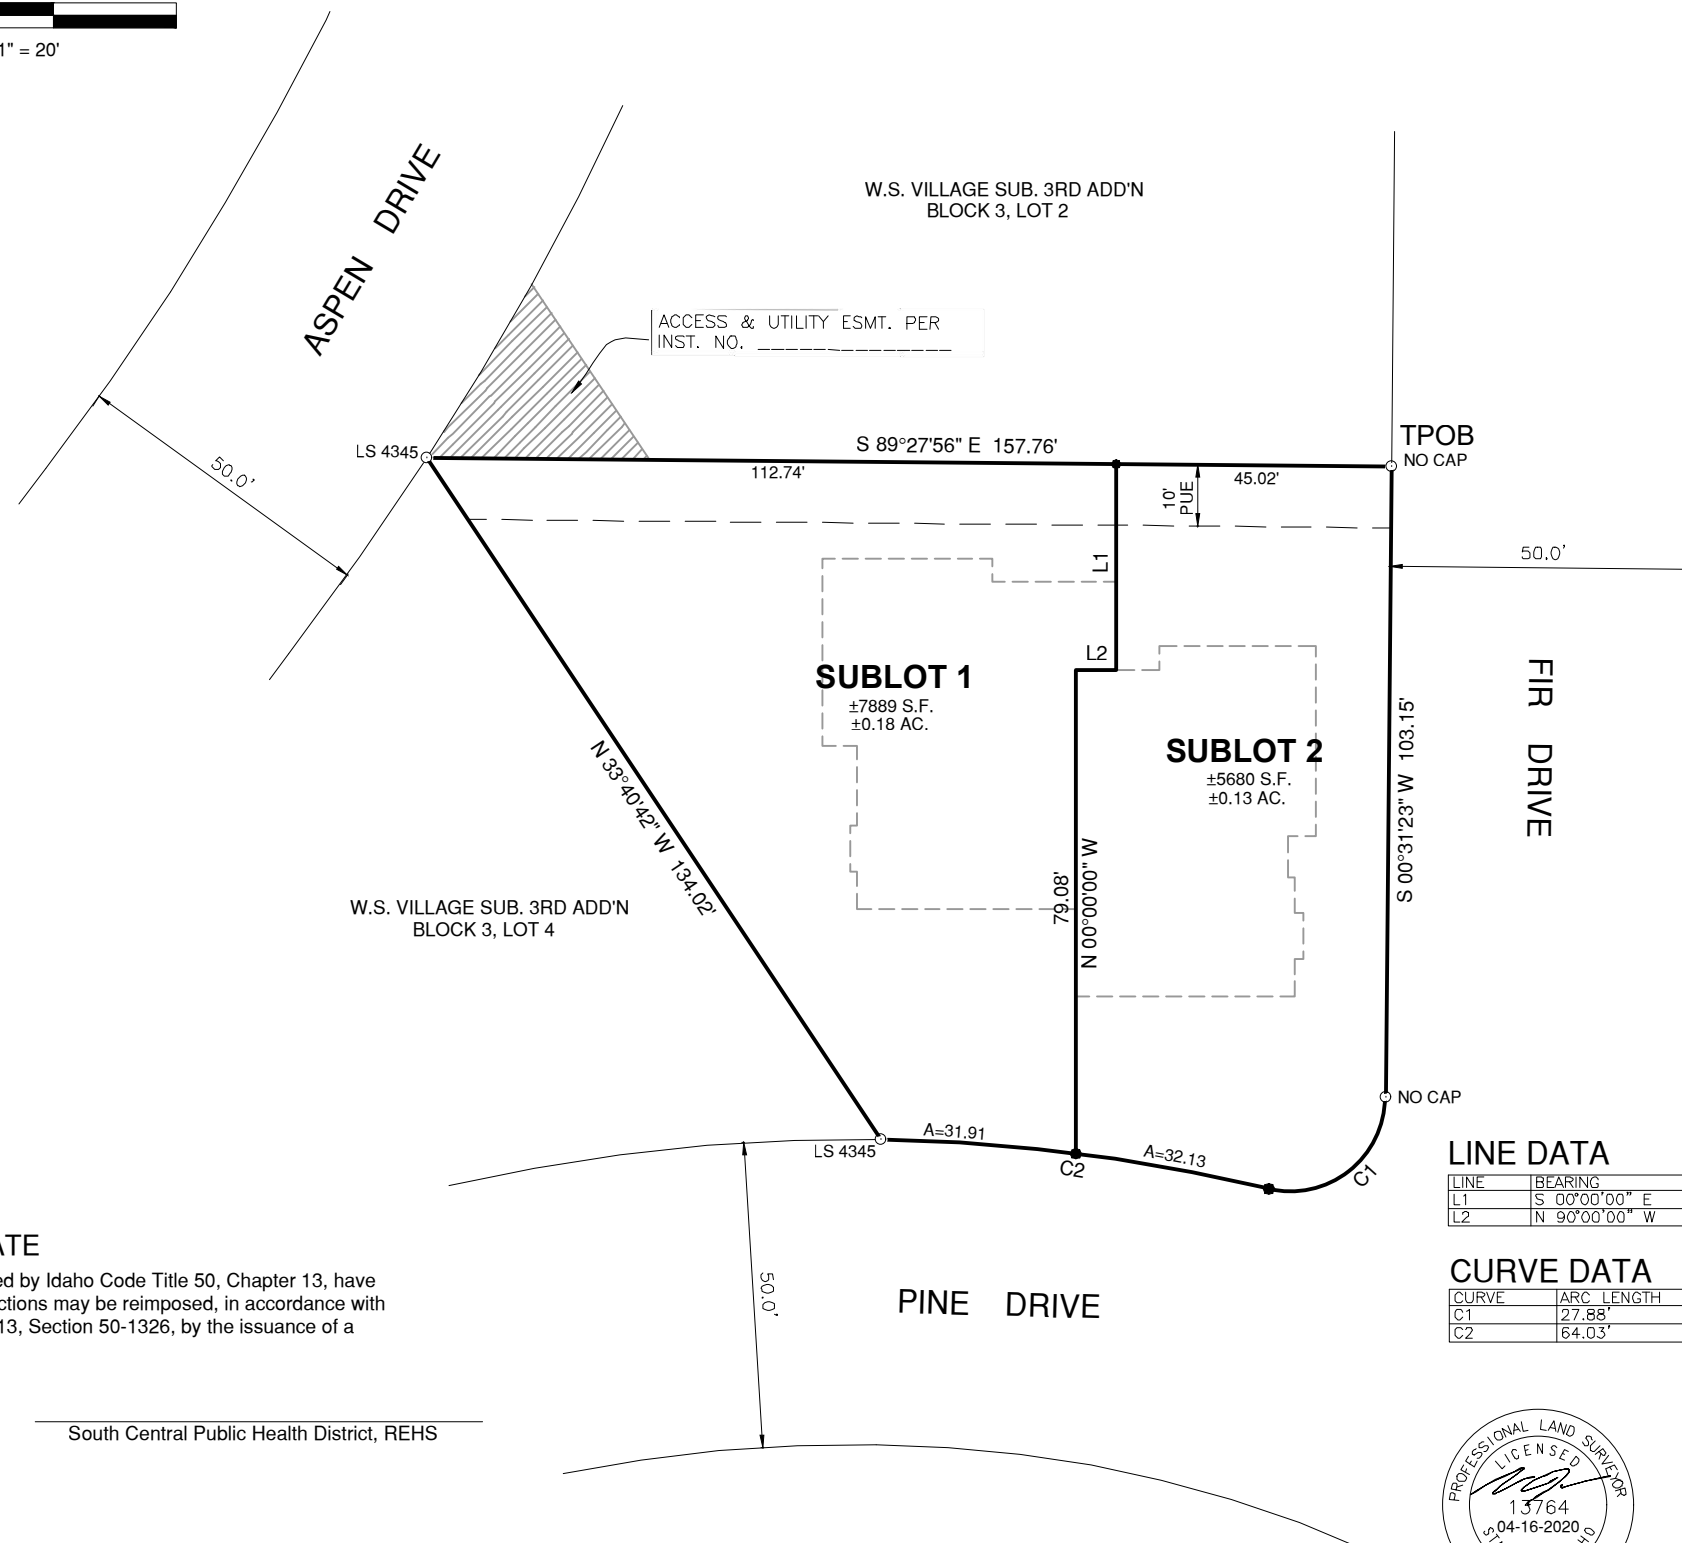 1" = 20'
ASPEN DRIVE
W.S. VILLAGE SUB. 3RD ADD'N
BLOCK 3, LOT 2
ACCESS & UTILITY ESMT. PER
INST. NO. ________________
50.0'
LS 4345
S 89°27'56" E 157.76'
112.74'
45.02'
TPOB
NO CAP
10'
PUE
L1
50.0'
L2
SUBLOT 1
±7889 S.F.
±0.18 AC.
SUBLOT 2
±5680 S.F.
±0.13 AC.
FIR DRIVE
N 33°40'42" W 134.02'
S 00°31'23" W 103.15'
79.08'
N 00°00'00" W
W.S. VILLAGE SUB. 3RD ADD'N
BLOCK 3, LOT 4
NO CAP
LS 4345
A=31.91
C2
A=32.13
C1
LINE DATA
LINE BEARING
L1 S 00°00'00" E
L2 N 90°00'00" W
CURVE DATA
CURVE ARC LENGTH
C1 27.88'
C2 64.03'
50.0'
PINE DRIVE
ed by Idaho Code Title 50, Chapter 13, have
ctions may be reimposed, in accordance with
13, Section 50-1326, by the issuance of a
South Central Public Health District, REHS
PROFESSIONAL LAND SURVEYOR
LICENSED
13764
04-16-2020